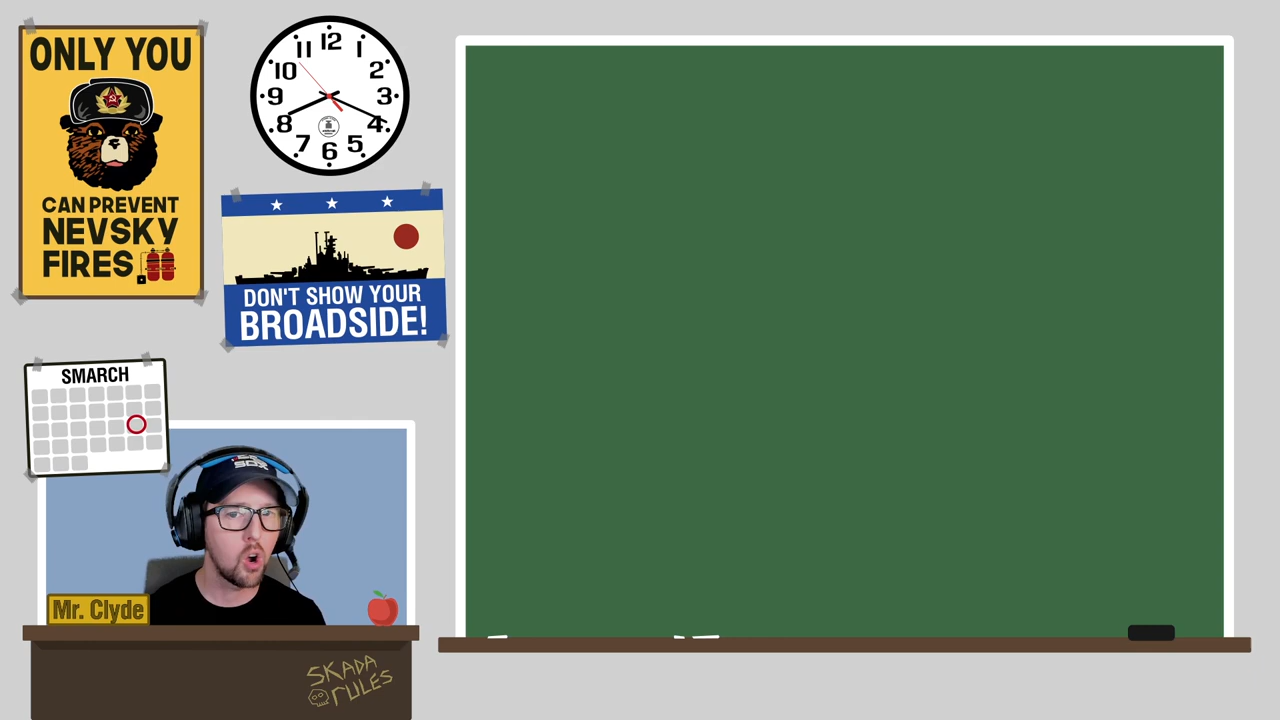 ONLY YOU
CAN PREVENT
NEVSKY
FIRES
12
1
2
3
4
5
6
7
8
9
10
11
DON'T SHOW YOUR
BROADSIDE!
SMARCH
SOX
Mr. Clyde
SKADA
RULES